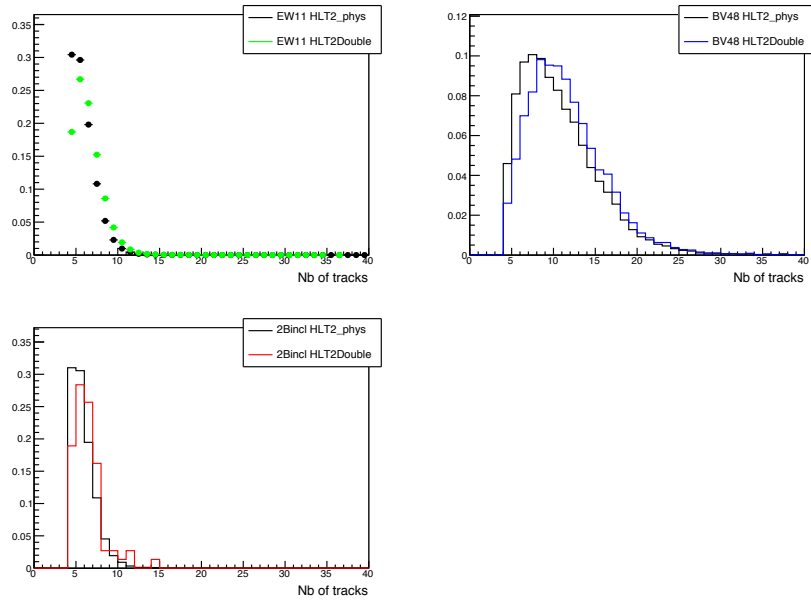 EW11 HLT2_phys
EW11 HLT2Double
0.35
0.3
0.25
0.2
0.15
0.1
0.05
0
0 5 10 15 20 25 30 35 40
Nb of tracks
BV48 HLT2_phys
BV48 HLT2Double
0.12
0.1
0.08
0.06
0.04
0.02
0
0 5 10 15 20 25 30 35 40
Nb of tracks
2Bincl HLT2_phys
2Bincl HLT2Double
0.35
0.3
0.25
0.2
0.15
0.1
0.05
0
0 5 10 15 20 25 30 35 40
Nb of tracks